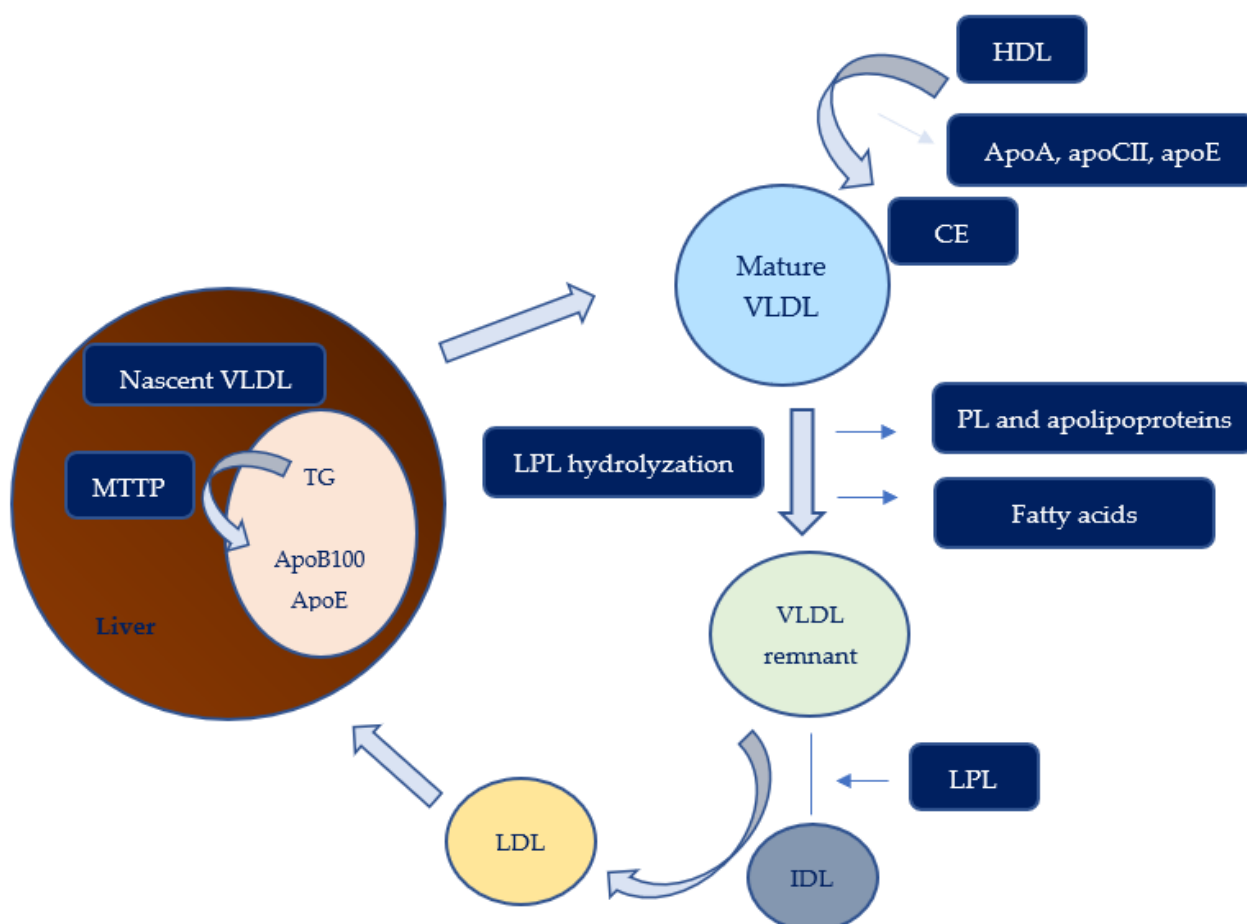 HDL
ApoA, apoCII, apoE
CE
Mature
VLDL
Nascent VLDL
MTTP
TG
ApoB100
ApoE
Liver
LPL hydrolyzation
PL and apolipoproteins
Fatty acids
VLDL
remnant
LPL
LDL
IDL